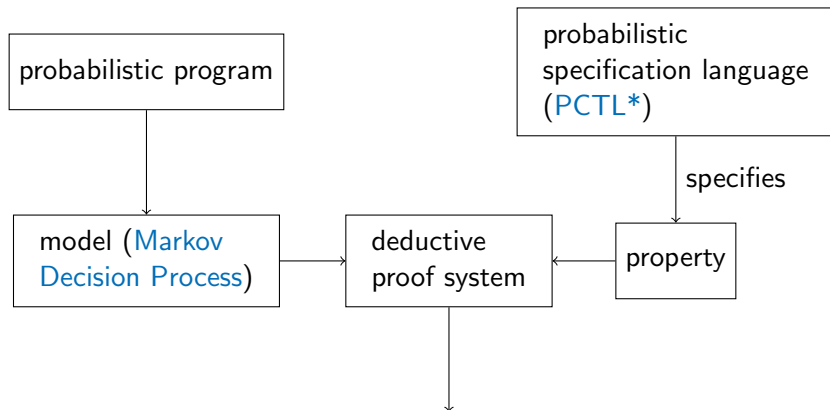 probabilistic program
probabilistic
specification language
(PCTL*)
specifies
model (Markov
Decision Process)
deductive
proof system
property